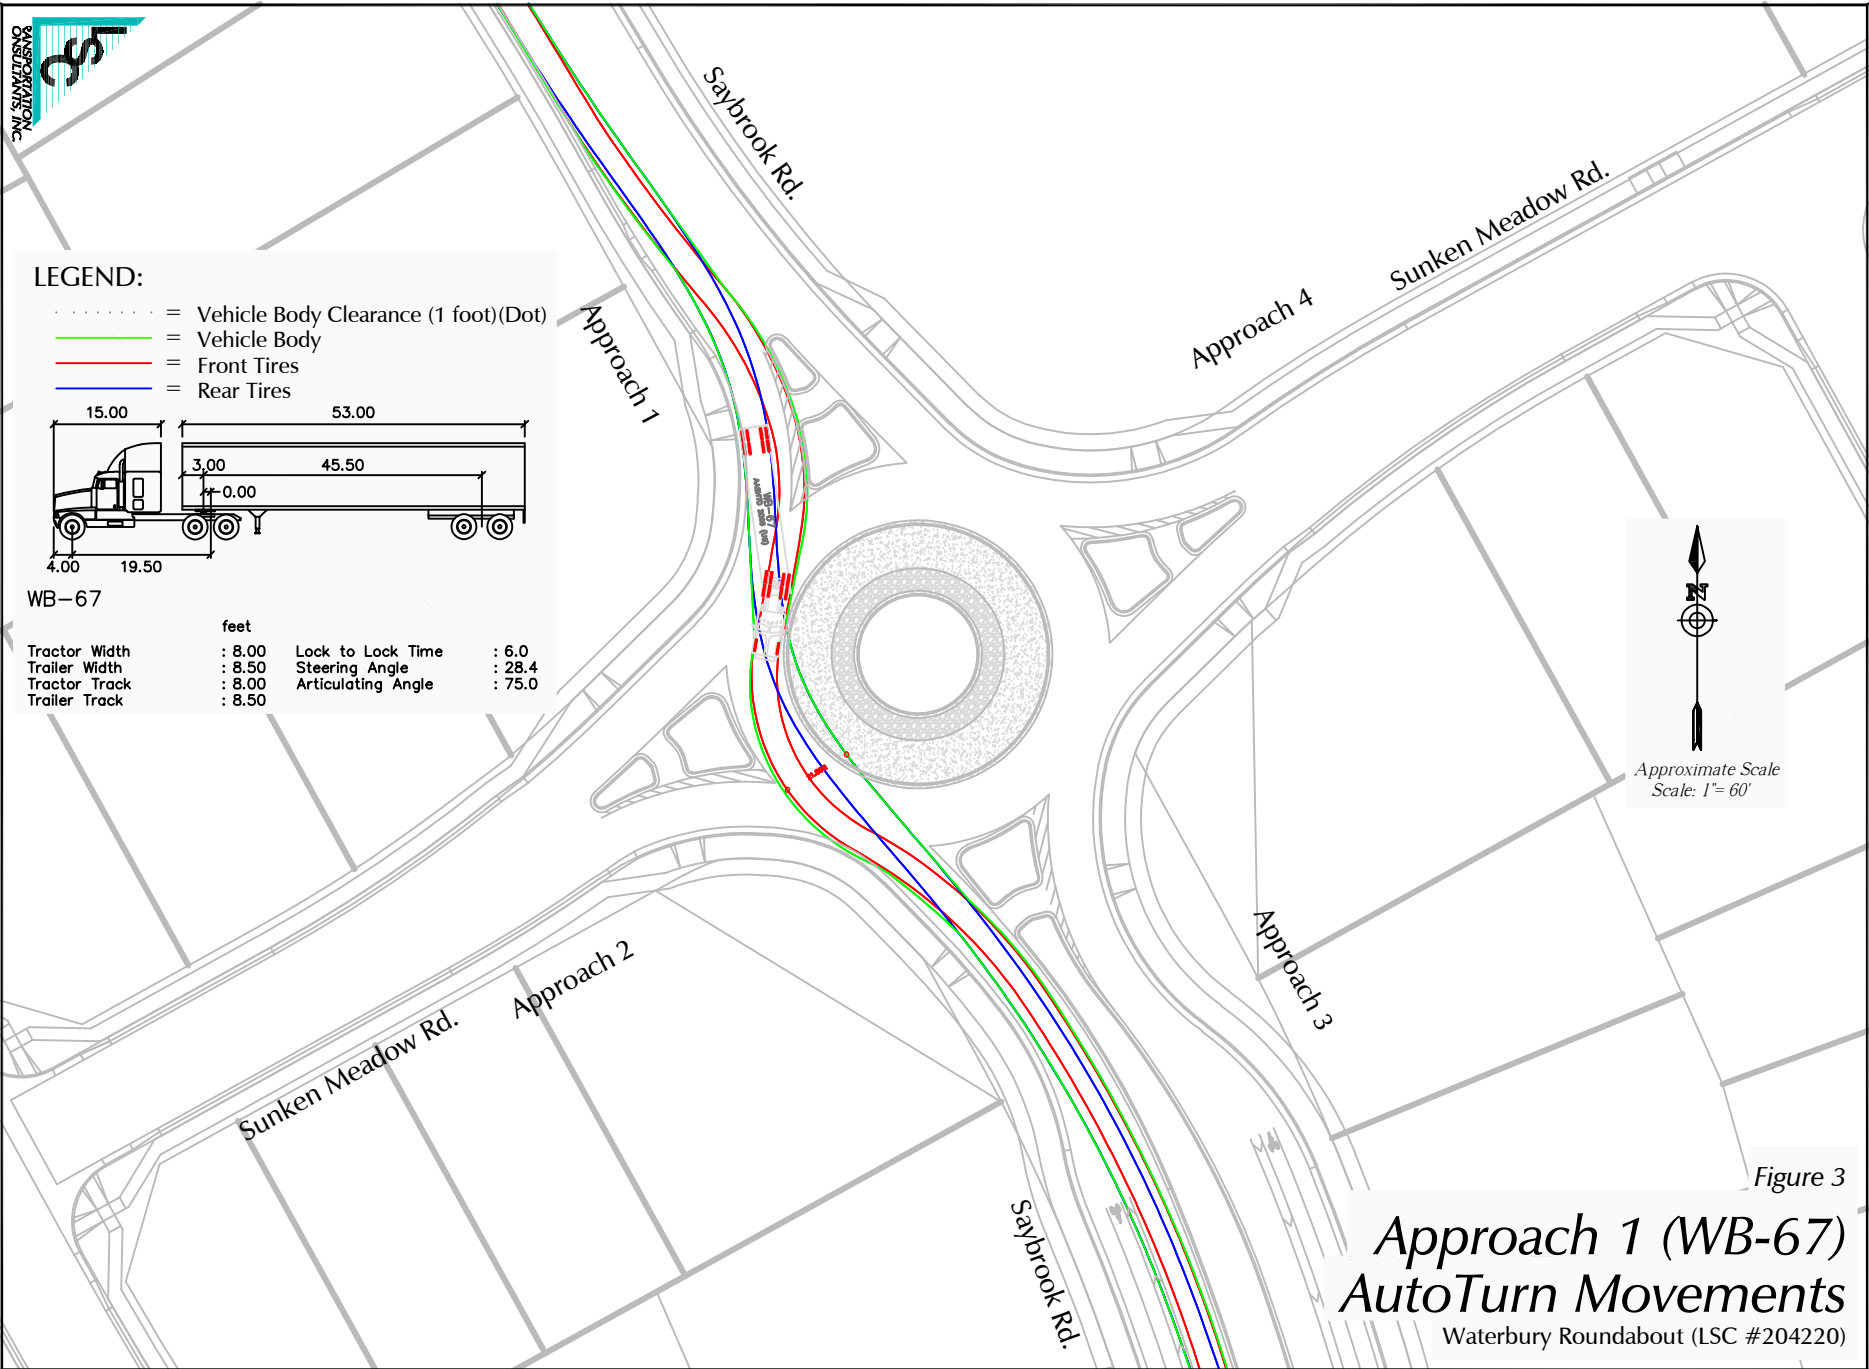 LSC
TRANSPORTATION
CONSULTANTS, INC.
Saybrook Rd.
Sunken Meadow Rd.
Approach 4
Approach 1
LEGEND:
= Vehicle Body Clearance (1 foot)(Dot)
= Vehicle Body
= Front Tires
= Rear Tires
15.00 53.00
3.00 45.50
0.00
4.00 19.50
WB-67
feet
Tractor Width : 8.00 Lock to Lock Time : 6.0
Trailer Width : 8.50 Steering Angle : 28.4
Tractor Track : 8.00 Articulating Angle : 75.0
Trailer Track : 8.50
WB-67
N
Approximate Scale
Scale: 1"= 60'
Approach 3
Approach 2
Sunken Meadow Rd.
Saybrook Rd.
Figure 3
Approach 1 (WB-67)
AutoTurn Movements
Waterbury Roundabout (LSC #204220)